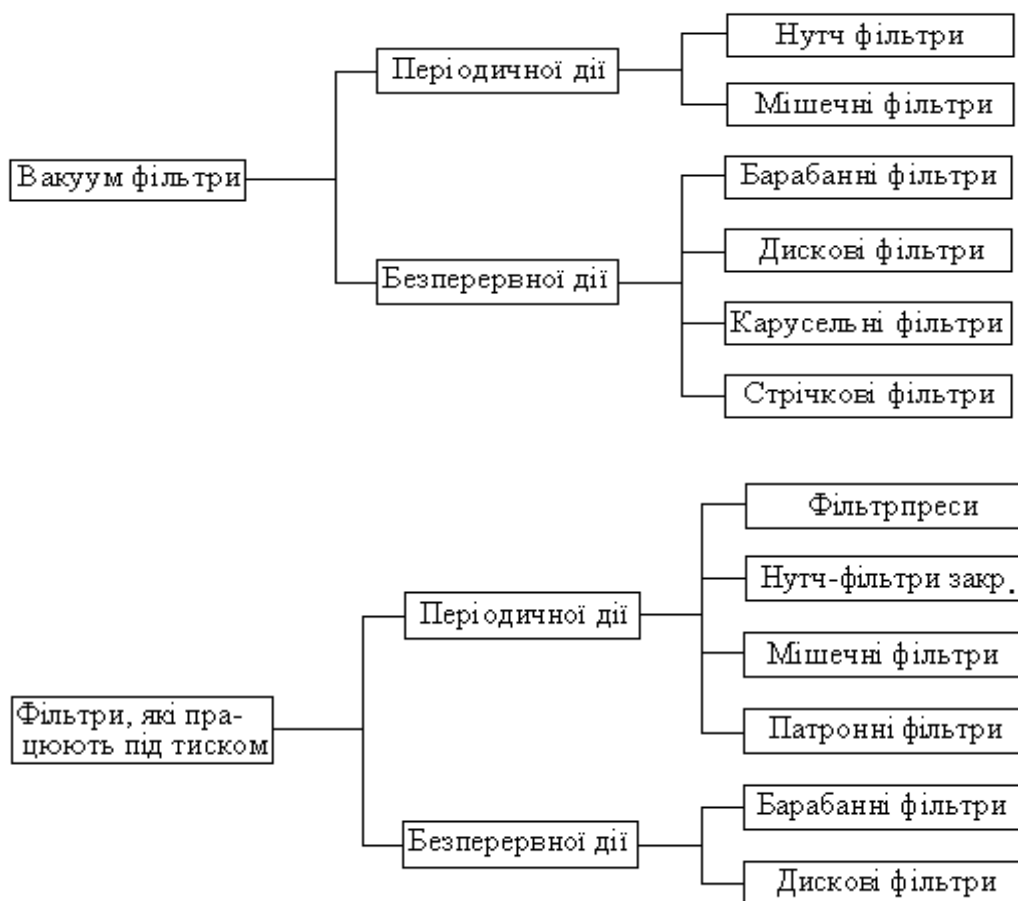 Нутч фільтри
Періодичної дії
Мішечні фільтри
Вакуум фільтри
Барабанні фільтри
Дискові фільтри
Безперервної дії
Карусельні фільтри
Стрічкові фільтри
Фільтрпреси
Нутч-фільтри закр.
Періодичної дії
Мішечні фільтри
Фільтри, які пра-
цюють під тиском
Патронні фільтри
Барабанні фільтри
Безперервної дії
Дискові фільтри